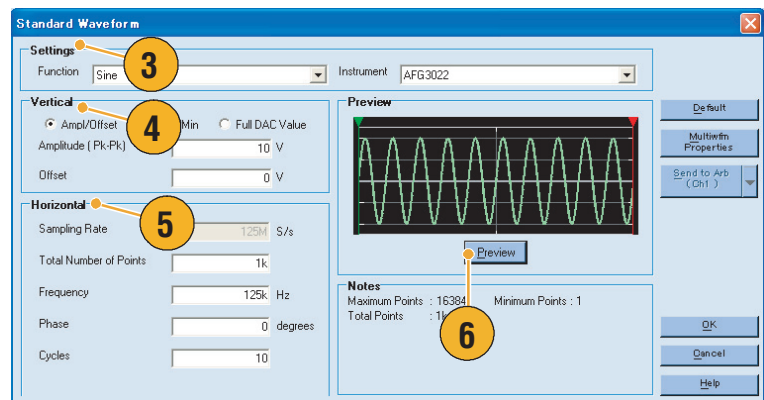 Standard Waveform
Settings
3
Function Sine Instrument AFG3022
Vertical
4
Ampl/Offset Min Full DAC Value
Amplitude ( Pk-Pk) 10 V
Offset 0 V
Horizontal
5
Sampling Rate 125M S/s
Total Number of Points 1k
Frequency 125k Hz
Phase 0 degrees
Cycles 10
Preview
Preview
6
Notes
Maximum Points : 16384 Minimum Points : 1
Total Points : 1k
Default
Multiwfm
Properties
Send to Arb
(Ch1 )
OK
Cancel
Help